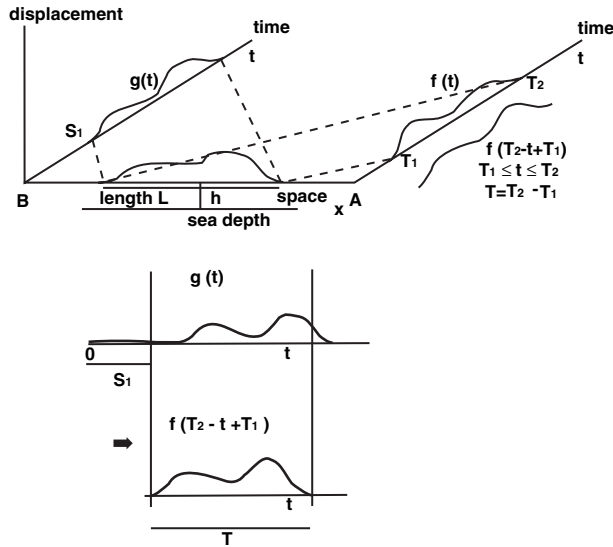 displacement
time
t
g(t)
S1
B
length L
h
space
x
A
sea depth
time
t
f (t)
T2
T1
f (T2-t+T1)
T1 ≤ t ≤ T2
T=T2 -T1
g (t)
0
t
S1
f (T2 - t +T1 )
t
T